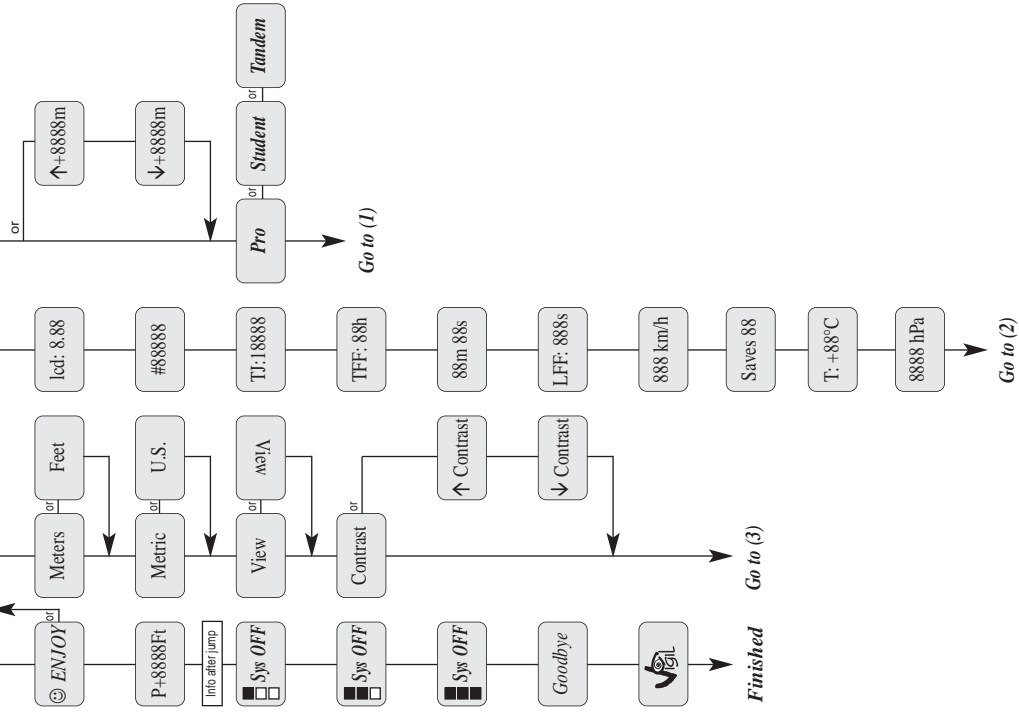 ☺ ENJOY
or
P+8888Ft
Info after jump
Sys OFF
Sys OFF
Sys OFF
Goodbye
Vigil
Finished
Meters
or
Feet
Metric
or
U.S.
View
or
View
Contrast
or
↑ Contrast
↓ Contrast
Go to (3)
lcd: 8.88
#88888
TJ:18888
TFF: 88h
88m 88s
LFF: 888s
888 km/h
Saves 88
T: +88°C
8888 hPa
Go to (2)
or
↑+8888m
↓+8888m
Pro
or
Student
or
Tandem
Go to (1)